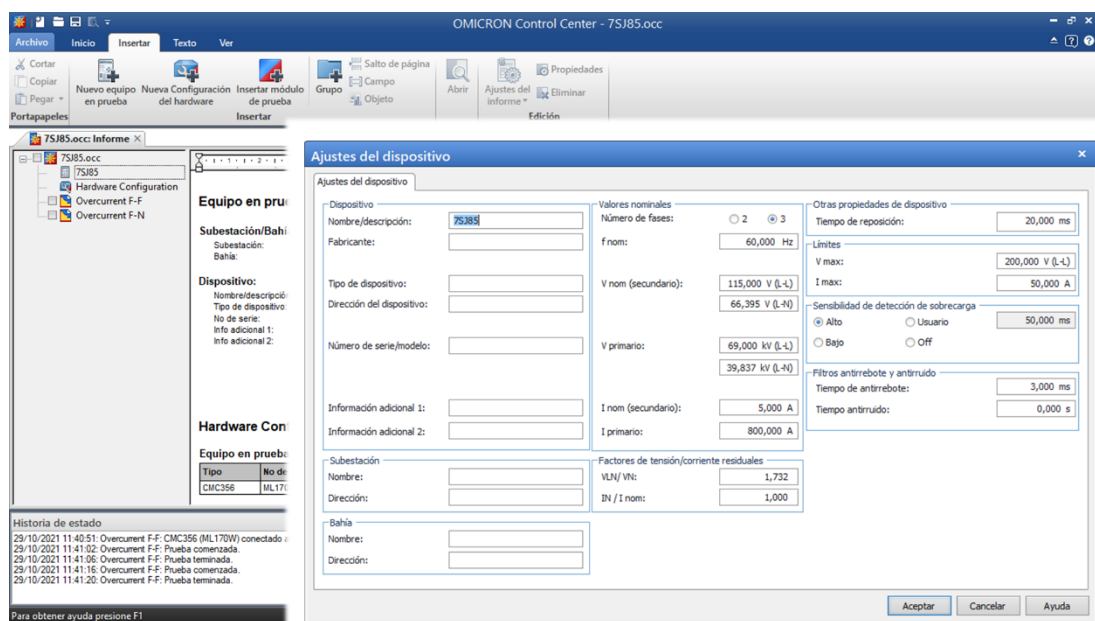 OMICRON Control Center - 7SJ85.occ
Archivo Inicio Insertar Texto Ver
Cortar
Copiar
Pegar
Portapapeles
Nuevo equipo en prueba
Nueva Configuración del hardware
Insertar módulo de prueba
Insertar
Grupo
Salto de página
Campo
Objeto
Abrir
Ajustes del informe
Propiedades
Eliminar
Edición
7SJ85.occ: Informe
7SJ85.occ
7SJ85
Hardware Configuration
Overcurrent F-F
Overcurrent F-N
Equipo en pru
Subestación/Bahí
Subestación:
Bahía:
Dispositivo:
Nombre/descripció
Tipo de dispositivo:
No de serie:
Info adicional 1:
Info adicional 2:
Hardware Con
Equipo en prueba
Tipo No de
CMC356 ML170
Historia de estado
29/10/2021 11:40:51: Overcurrent F-F: CMC356 (ML170W) conectado a
29/10/2021 11:41:02: Overcurrent F-F: Prueba comenzada.
29/10/2021 11:41:06: Overcurrent F-F: Prueba terminada.
29/10/2021 11:41:16: Overcurrent F-F: Prueba comenzada.
29/10/2021 11:41:20: Overcurrent F-F: Prueba terminada.
Para obtener ayuda presione F1
Ajustes del dispositivo
Ajustes del dispositivo
Dispositivo
Nombre/descripción: 7SJ85
Fabricante:
Tipo de dispositivo:
Dirección del dispositivo:
Número de serie/modelo:
Información adicional 1:
Información adicional 2:
Subestación
Nombre:
Dirección:
Bahía
Nombre:
Dirección:
Valores nominales
Número de fases: 2 3
f nom: 60,000 Hz
V nom (secundario): 115,000 V (L-L)
66,395 V (L-N)
V primario: 69,000 kV (L-L)
39,837 kV (L-N)
I nom (secundario): 5,000 A
I primario: 800,000 A
Factores de tensión/corriente residuales
VLN/ VN: 1,732
IN / I nom: 1,000
Otras propiedades de dispositivo
Tiempo de reposición: 20,000 ms
Límites
V max: 200,000 V (L-L)
I max: 50,000 A
Sensibilidad de detección de sobrecarga
Alto Usuario 50,000 ms
Bajo Off
Filtros antirrebote y antirruido
Tiempo de antirrebote: 3,000 ms
Tiempo antirruido: 0,000 s
Aceptar Cancelar Ayuda